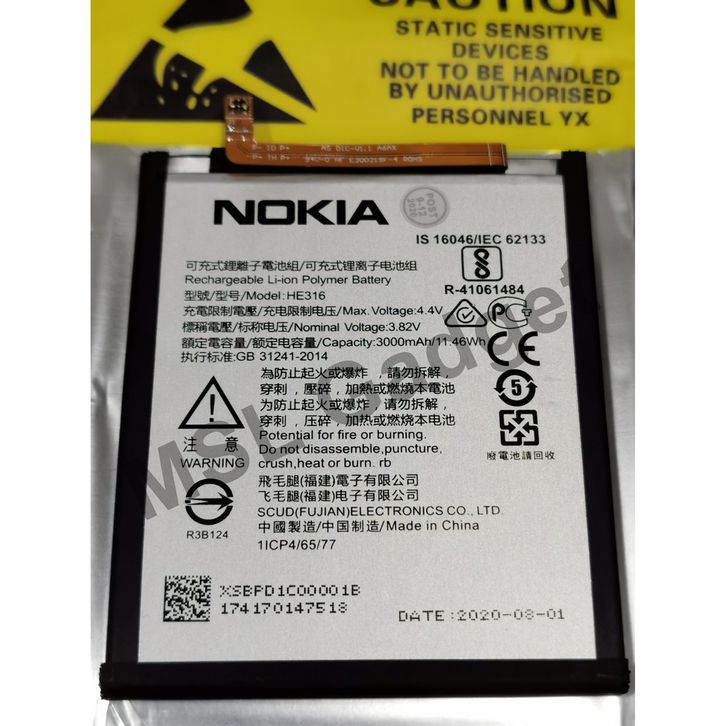 CAUTION
STATIC SENSITIVE
DEVICES
NOT TO BE HANDLED
BY UNAUTHORISED
PERSONNEL YX
NOKIA
POST
9-12
2020
IS 16046/IEC 62133
R-41061484
可充式鋰離子電池組/可充式锂离子电池组
Rechargeable Li-ion Polymer Battery
型號/型号/Model: HE316
充電限制電壓/充电限制电压/Max. Voltage:4.4V
標稱電壓/标称电压/Nominal Voltage:3.82V
額定電容量/额定电容量/Capacity:3000mAh/11.46Wh
执行标准:GB 31241-2014
為防止起火或爆炸，請勿拆解，
穿刺，壓碎，加熱或燃燒本電池
为防止起火或爆炸，请勿拆解，
穿刺，压碎，加热或燃烧本电池
Potential for fire or burning.
Do not disassemble,puncture,
crush,heat or burn. rb
注意
WARNING
5
廢電池請回收
飛毛腿(福建)電子有限公司
飞毛腿(福建)电子有限公司
SCUD(FUJIAN)ELECTRONICS CO.,LTD
中國製造/中国制造/Made in China
1ICP4/65/77
R3B124
XSBPD1C00001B
174170147518
DATE:2020-08-01
MSL Gadget